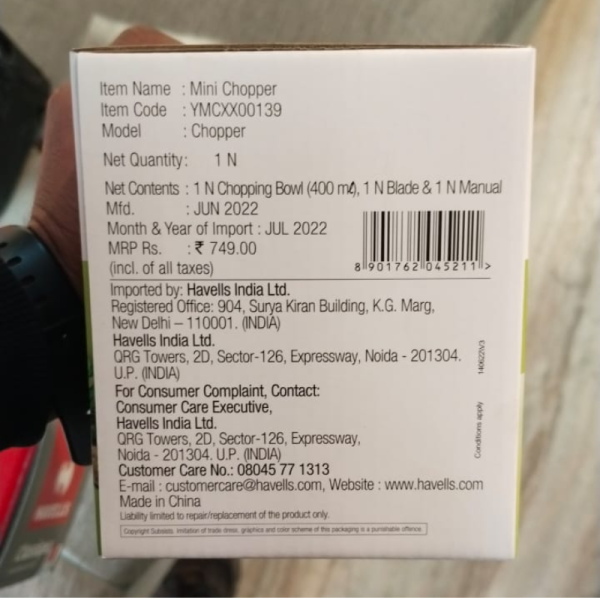 Item Name : Mini Chopper
Item Code : YMCXX00139
Model : Chopper
Net Quantity: 1 N
Net Contents : 1 N Chopping Bowl (400 ml), 1 N Blade & 1 N Manual
Mfd. : JUN 2022
Month & Year of Import : JUL 2022
MRP Rs. : ₹ 749.00
(incl. of all taxes)
8 901762 045211 >
Imported by: Havells India Ltd.
Registered Office: 904, Surya Kiran Building, K.G. Marg,
New Delhi – 110001. (INDIA)
Havells India Ltd.
QRG Towers, 2D, Sector-126, Expressway, Noida - 201304.
U.P. (INDIA)
For Consumer Complaint, Contact:
Consumer Care Executive,
Havells India Ltd.
QRG Towers, 2D, Sector-126, Expressway,
Noida - 201304. U.P. (INDIA)
Customer Care No.: 08045 77 1313
E-mail : customercare@havells.com, Website : www.havells.com
Made in China
Liability limited to repair/replacement of the product only.
Copyright Subsists. Imitation of trade dress, graphics and color scheme of this packaging is a punishable offence.
Conditions apply
140622/V3
HAVELLS